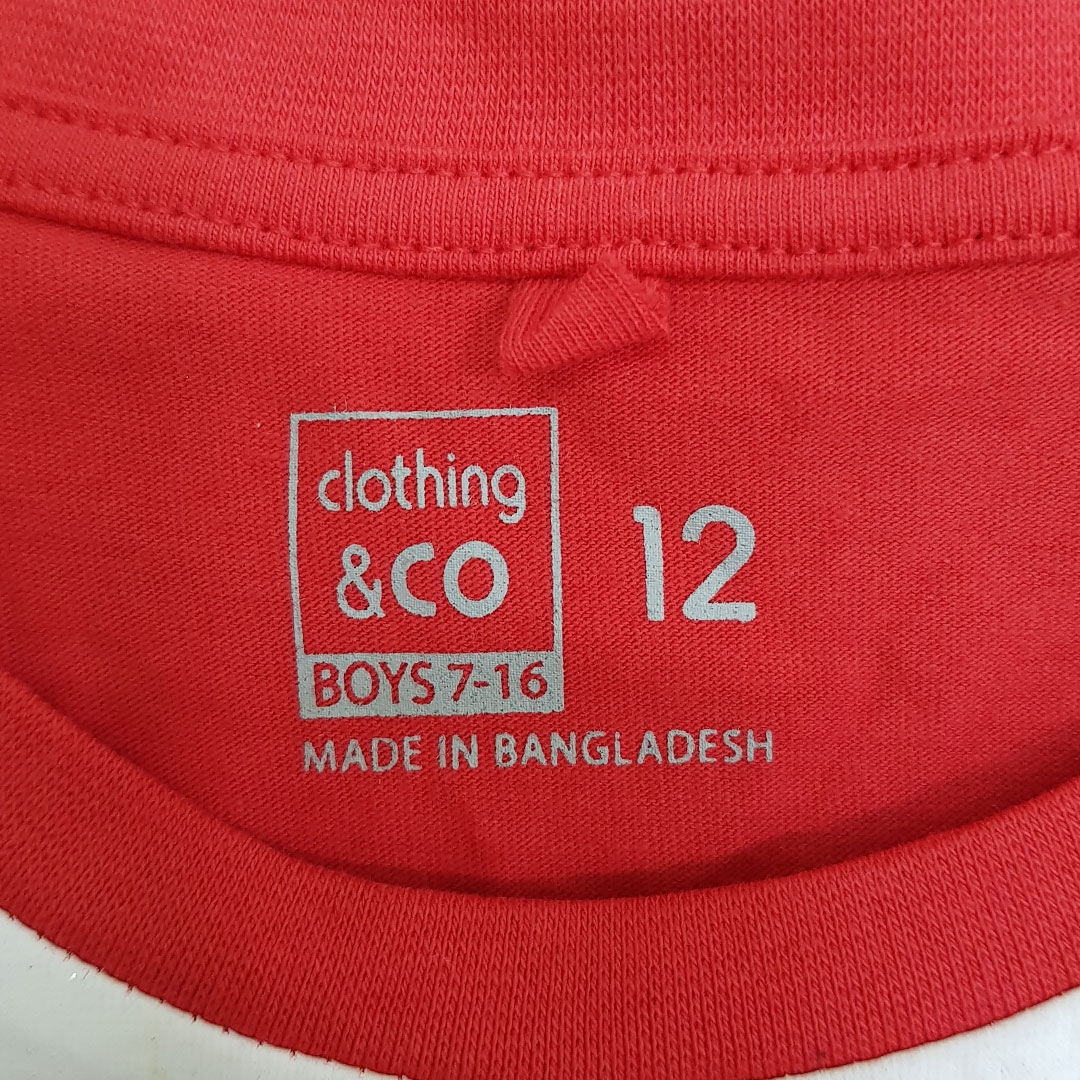 clothing
&CO
12
BOYS 7-16
MADE IN BANGLADESH